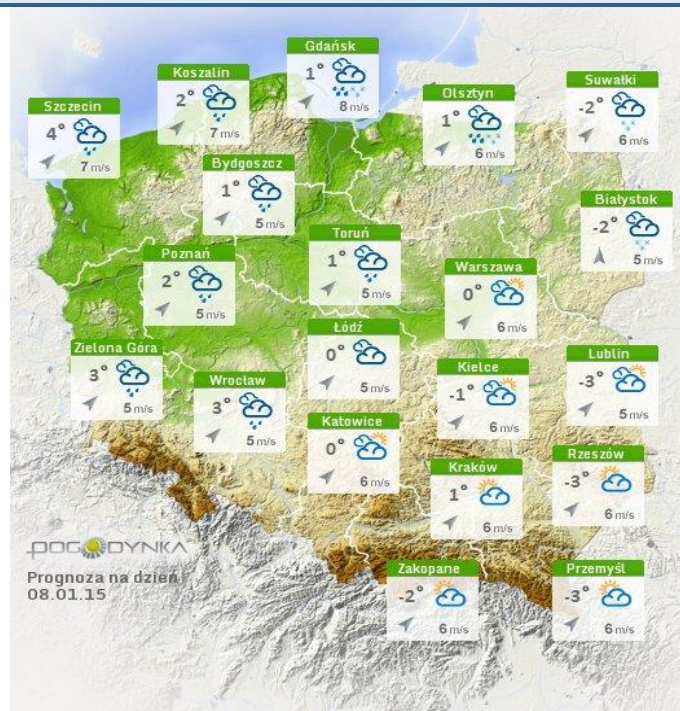 Gdańsk
1°
8 m/s
Koszalin
2°
7 m/s
Szczecin
4°
7 m/s
Olsztyn
1°
6 m/s
Suwałki
-2°
6 m/s
Bydgoszcz
1°
5 m/s
Białystok
-2°
5 m/s
Toruń
1°
5 m/s
Poznań
2°
5 m/s
Warszawa
0°
6 m/s
Łódź
0°
5 m/s
Zielona Góra
3°
5 m/s
Wrocław
3°
5 m/s
Kielce
-1°
6 m/s
Lublin
-3°
5 m/s
Katowice
0°
6 m/s
Kraków
1°
6 m/s
Rzeszów
-3°
6 m/s
POGODYNKA
Prognoza na dzień
08.01.15
Zakopane
-2°
6 m/s
Przemyśl
-3°
6 m/s